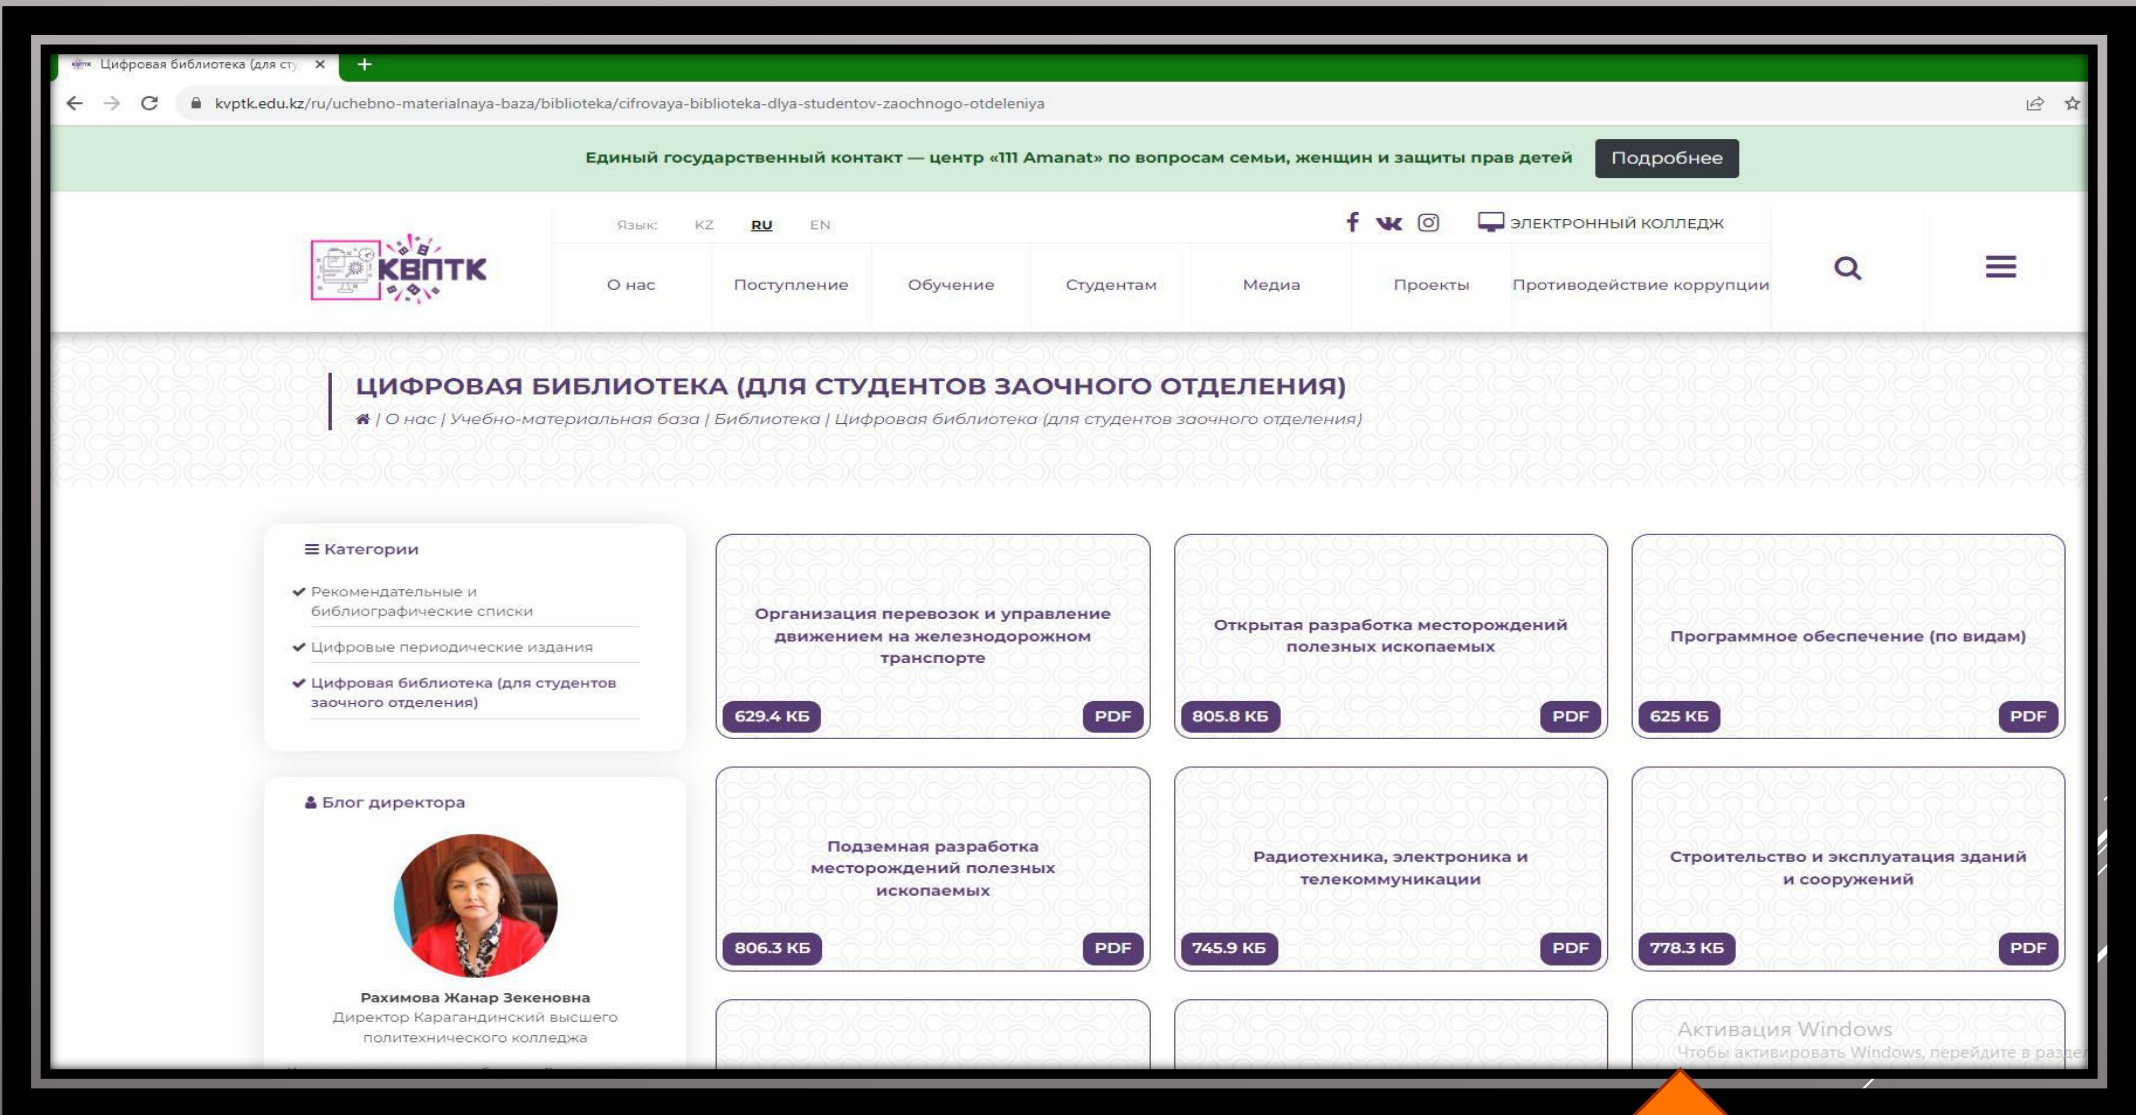 Цифровая библиотека (для сту
kvptk.edu.kz/ru/uchebno-materialnaya-baza/biblioteka/cifrovaya-biblioteka-dlya-studentov-zaochnogo-otdeleniya
Единый государственный контакт — центр «111 Amanat» по вопросам семьи, женщин и защиты прав детей Подробнее
Язык: KZ RU EN
ЭЛЕКТРОННЫЙ КОЛЛЕДЖ
КВПТК
О нас Поступление Обучение Студентам Медиа Проекты Противодействие коррупции
ЦИФРОВАЯ БИБЛИОТЕКА (ДЛЯ СТУДЕНТОВ ЗАОЧНОГО ОТДЕЛЕНИЯ)
| О нас | Учебно-материальная база | Библиотека | Цифровая библиотека (для студентов заочного отделения)
Категории
Рекомендательные и
библиографические списки
Цифровые периодические издания
Цифровая библиотека (для студентов
заочного отделения)
Блог директора
Рахимова Жанар Зекеновна
Директор Карагандинский высшего
политехнического колледжа
Организация перевозок и управление
движением на железнодорожном
транспорте
629.4 КБ PDF
Открытая разработка месторождений
полезных ископаемых
805.8 КБ PDF
Программное обеспечение (по видам)
625 КБ PDF
Подземная разработка
месторождений полезных
ископаемых
806.3 КБ PDF
Радиотехника, электроника и
телекоммуникации
745.9 КБ PDF
Строительство и эксплуатация зданий
и сооружений
778.3 КБ PDF
Активация Windows
Чтобы активировать Windows, перейдите в раздел